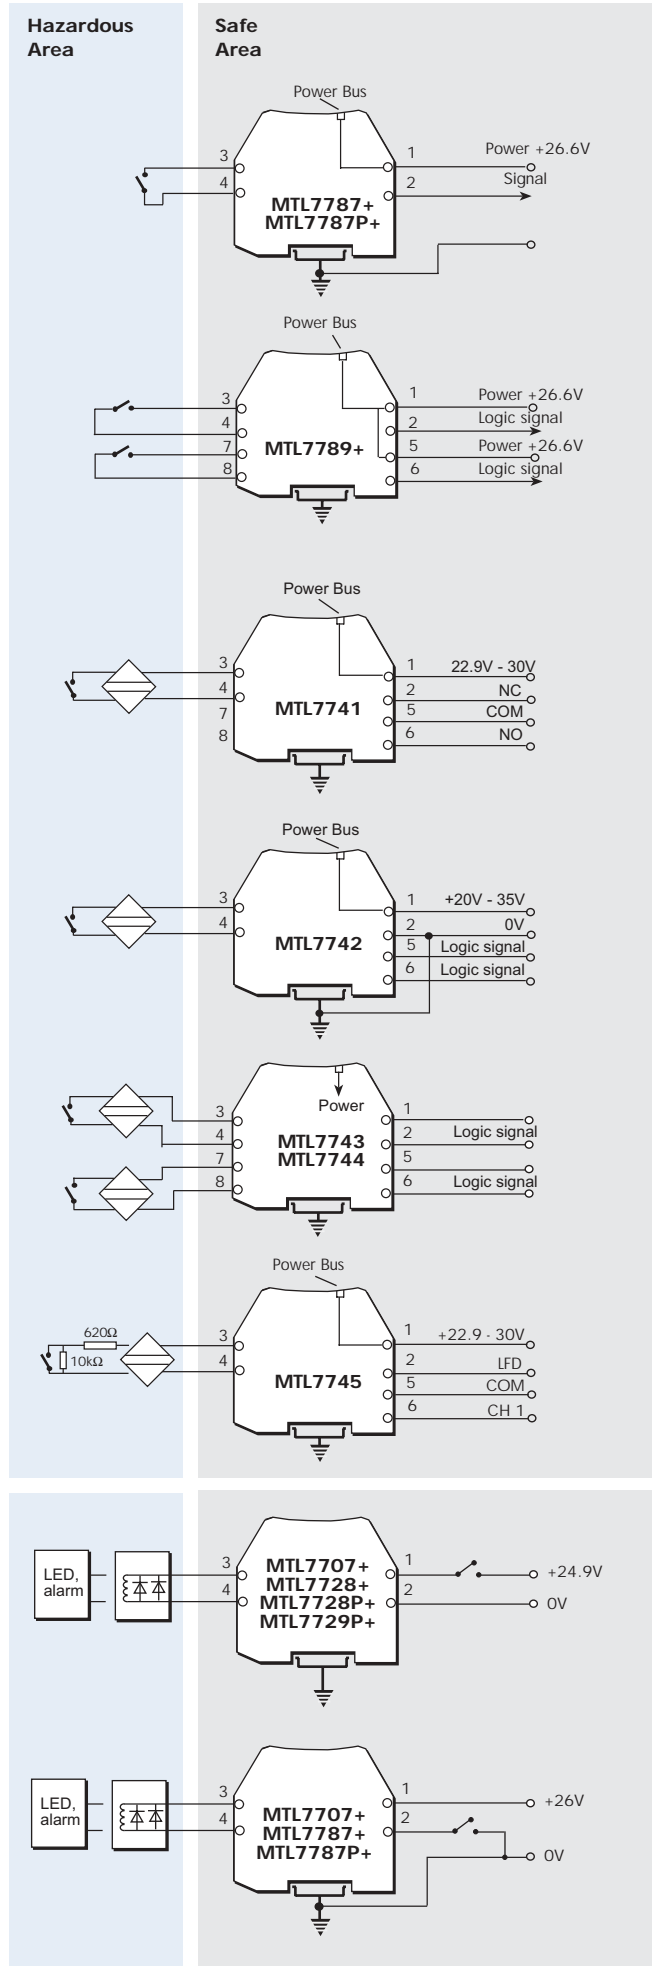 Hazardous
Area
Safe
Area
Power Bus
3
4
MTL7787+
MTL7787P+
1
Power +26.6V
2
Signal
Power Bus
3
4
7
8
MTL7789+
1
Power +26.6V
2
Logic signal
5
Power +26.6V
6
Logic signal
Power Bus
3
4
7
8
MTL7741
1
22.9V - 30V
2
NC
5
COM
6
NO
Power Bus
3
4
MTL7742
1
+20V - 35V
2
0V
5
Logic signal
6
Logic signal
Power
3
4
7
8
MTL7743
MTL7744
1
2
Logic signal
5
6
Logic signal
Power Bus
620Ω
10kΩ
3
4
MTL7745
1
+22.9 - 30V
2
LFD
5
COM
6
CH 1
LED,
alarm
3
4
MTL7707+
MTL7728+
MTL7728P+
MTL7729P+
1
+24.9V
2
0V
LED,
alarm
3
4
MTL7707+
MTL7787+
MTL7787P+
1
+26V
2
0V